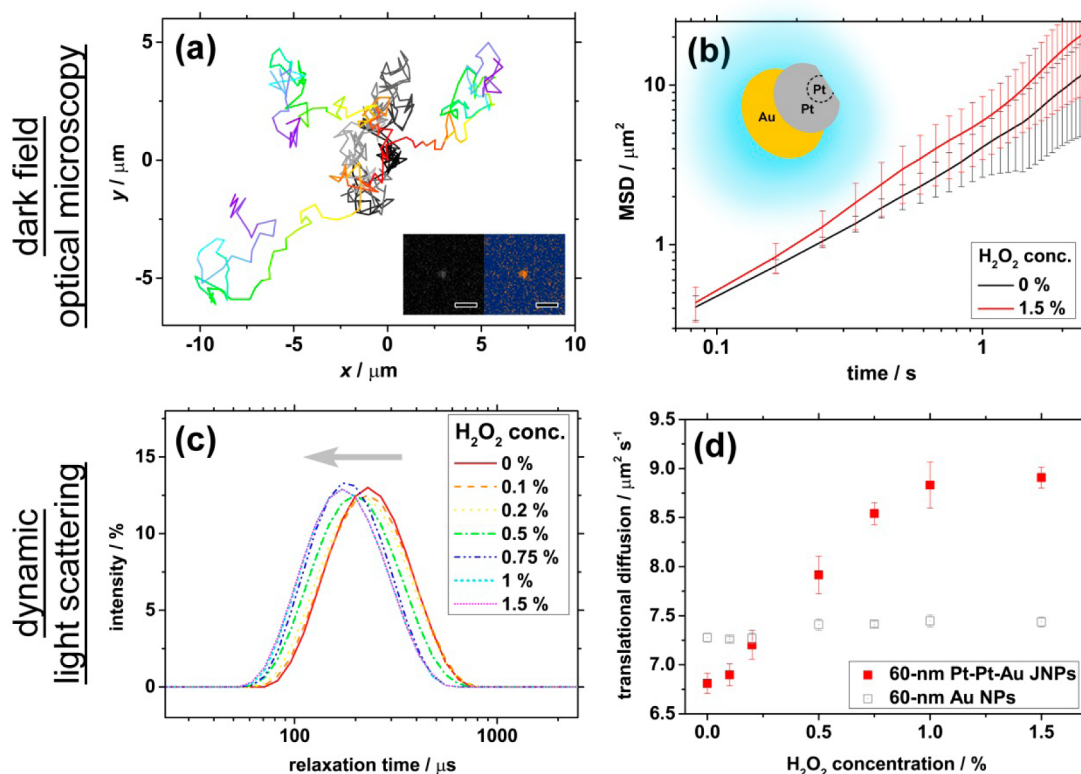 dark field
optical microscopy
(a)
y / μm
5
0
-5
-10
-5
0
5
10
x / μm
(b)
MSD / μm²
10
1
Au
Pt
Pt
H₂O₂ conc.
0 %
1.5 %
0.1
1
time / s
dynamic
light scattering
(c)
intensity / %
15
10
5
0
H₂O₂ conc.
0 %
0.1 %
0.2 %
0.5 %
0.75 %
1 %
1.5 %
100
1000
relaxation time / μs
(d)
translational diffusion / μm² s⁻¹
9.5
9.0
8.5
8.0
7.5
7.0
6.5
60-nm Pt-Pt-Au JNPs
60-nm Au NPs
0.0
0.5
1.0
1.5
H₂O₂ concentration / %